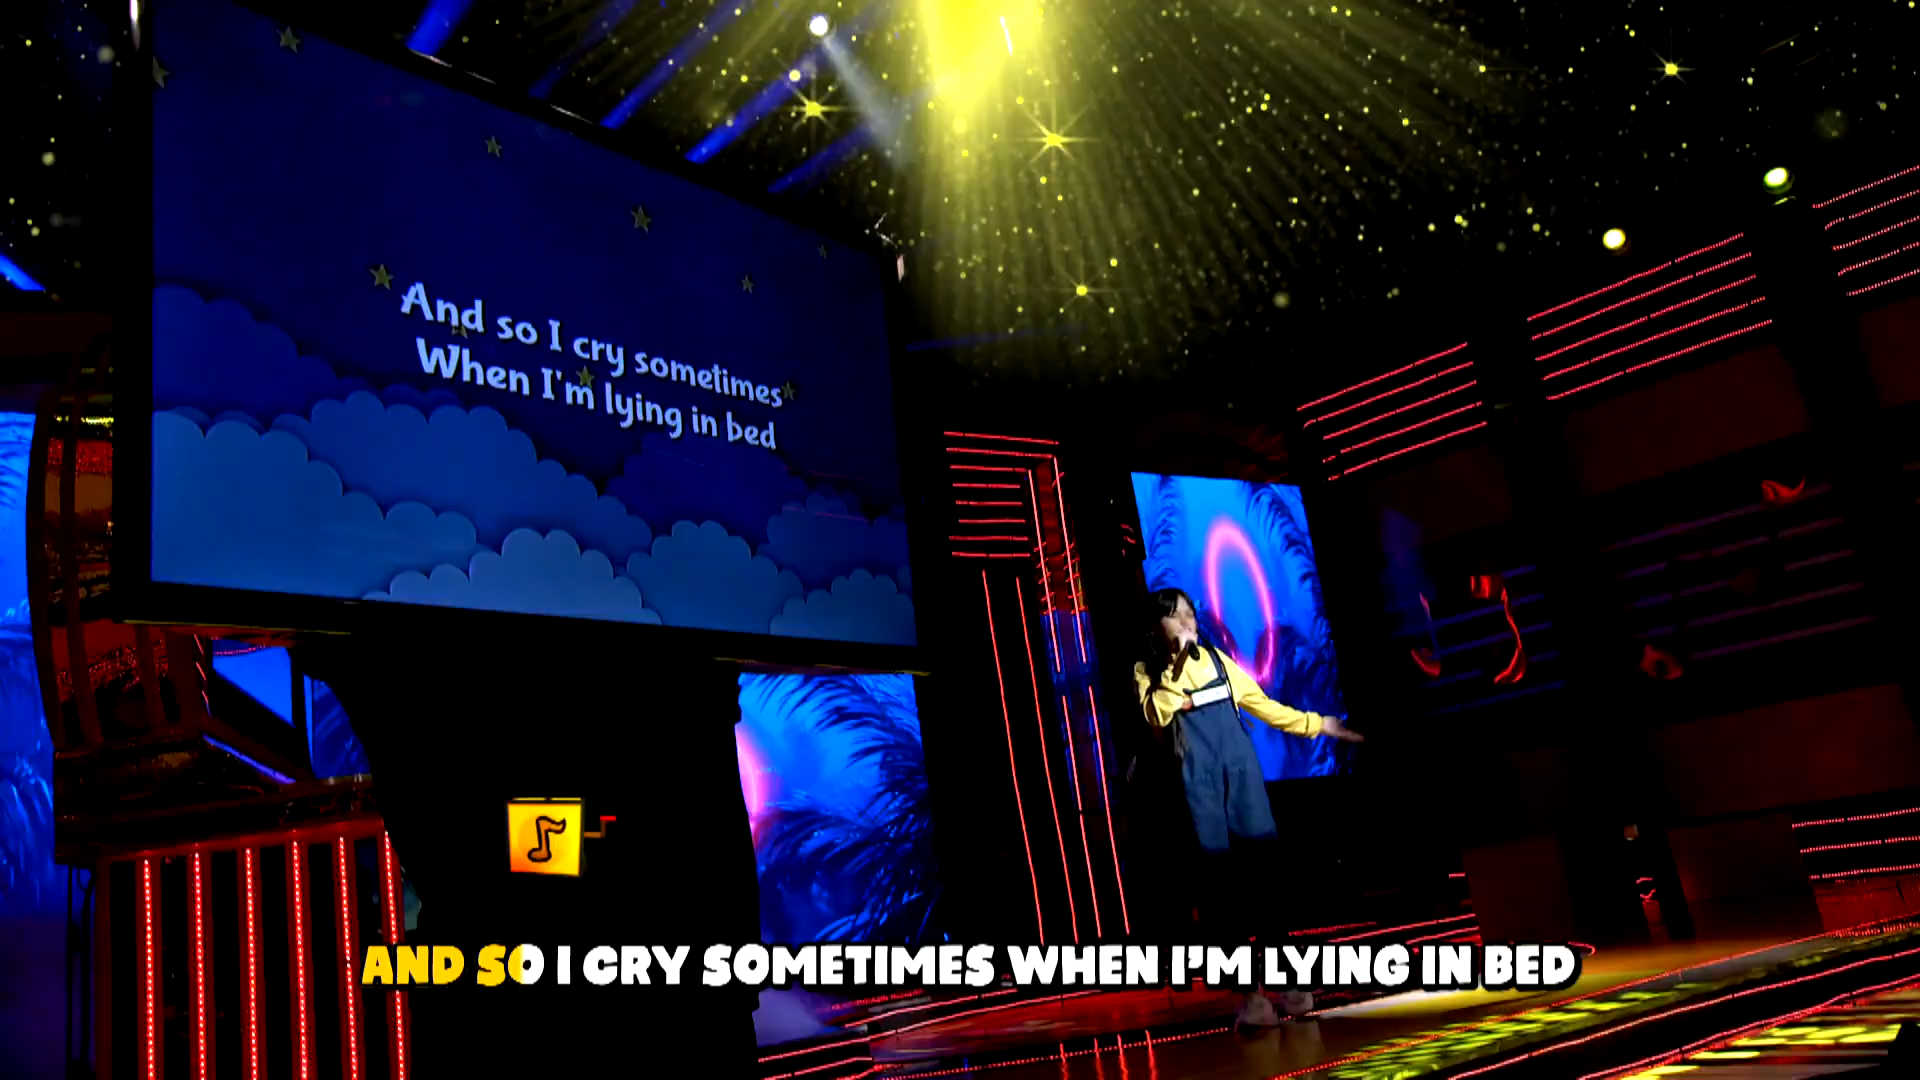 And so I cry sometimes
When I'm lying in bed
AND SO I CRY SOMETIMES WHEN I'M LYING IN BED